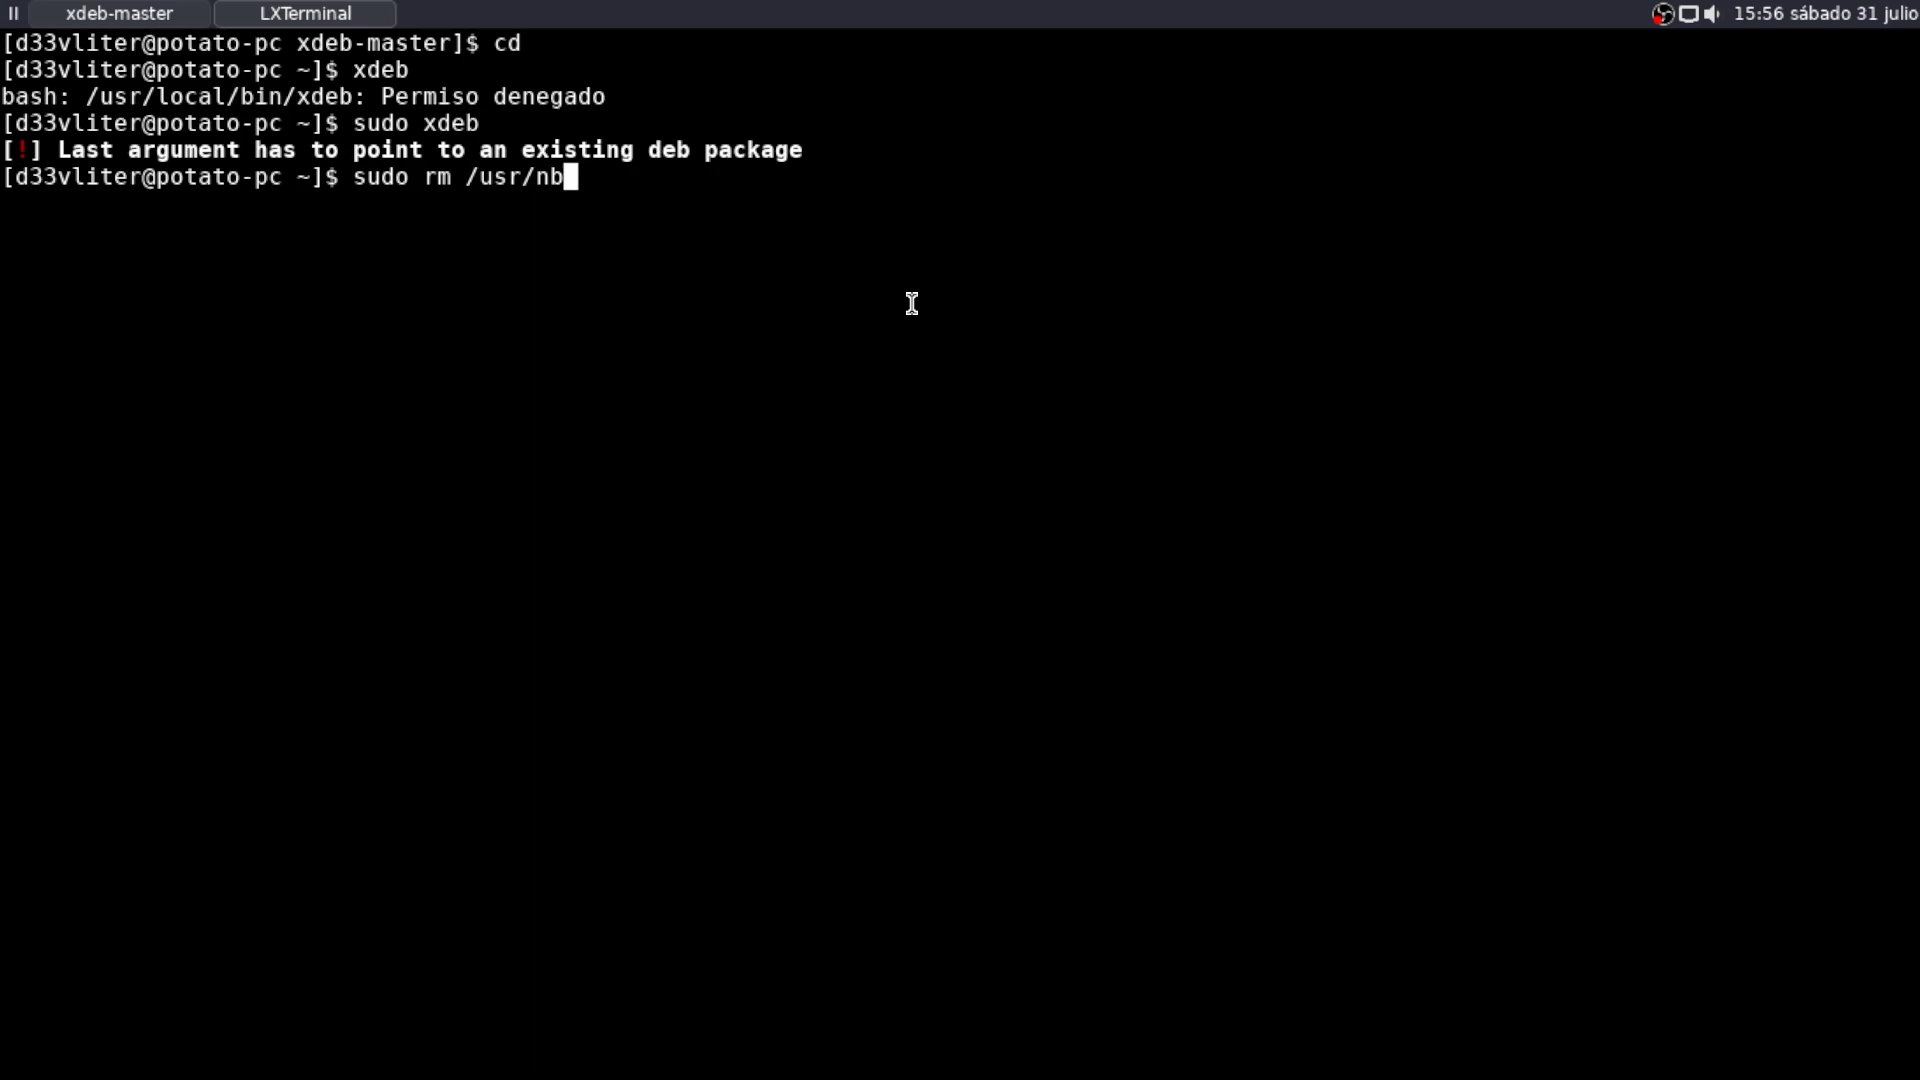 xdeb-master LXTerminal 15:56 sábado 31 julio
[d33vliter@potato-pc xdeb-master]$ cd
[d33vliter@potato-pc ~]$ xdeb
bash: /usr/local/bin/xdeb: Permiso denegado
[d33vliter@potato-pc ~]$ sudo xdeb
[!] Last argument has to point to an existing deb package
[d33vliter@potato-pc ~]$ sudo rm /usr/nb